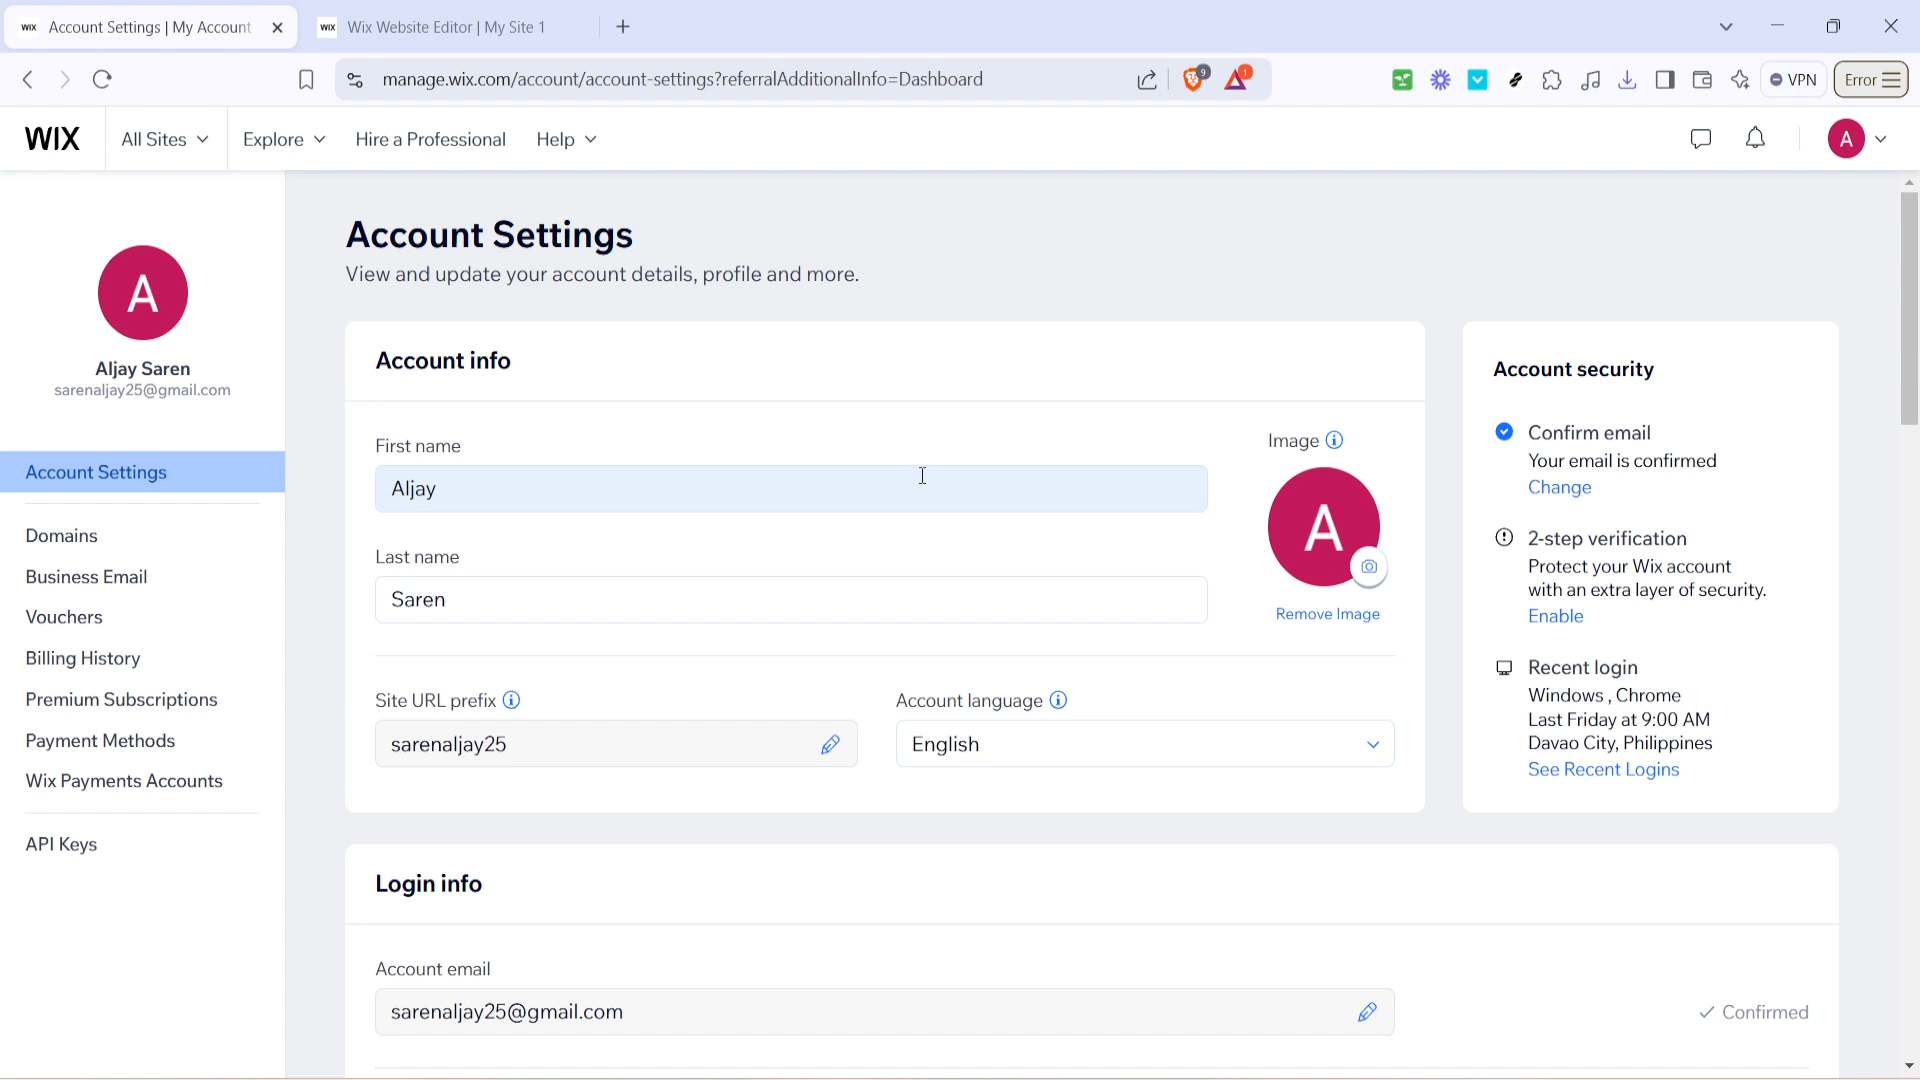 WIX Account Settings | My Account
WIX Wix Website Editor | My Site 1
manage.wix.com/account/account-settings?referralAdditionalInfo=Dashboard
9
1
VPN
Error
WIX
All Sites
Explore
Hire a Professional
Help
A
A
Aljay Saren
sarenaljay25@gmail.com
Account Settings
Domains
Business Email
Vouchers
Billing History
Premium Subscriptions
Payment Methods
Wix Payments Accounts
API Keys
Account Settings
View and update your account details, profile and more.
Account info
First name
Aljay
Last name
Saren
Image
A
Remove Image
Site URL prefix
sarenaljay25
Account language
English
Account security
Confirm email
Your email is confirmed
Change
2-step verification
Protect your Wix account
with an extra layer of security.
Enable
Recent login
Windows , Chrome
Last Friday at 9:00 AM
Davao City, Philippines
See Recent Logins
Login info
Account email
sarenaljay25@gmail.com
Confirmed